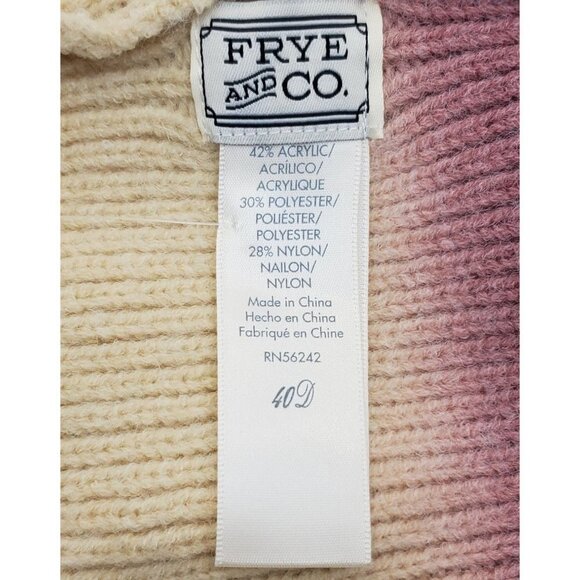 FRYE
AND CO.
42% ACRYLIC/
ACRÍLICO/
ACRYLIQUE
30% POLYESTER/
POLIÉSTER/
POLYESTER
28% NYLON/
NAILON/
NYLON
Made in China
Hecho en China
Fabriqué en Chine
RN56242
40D